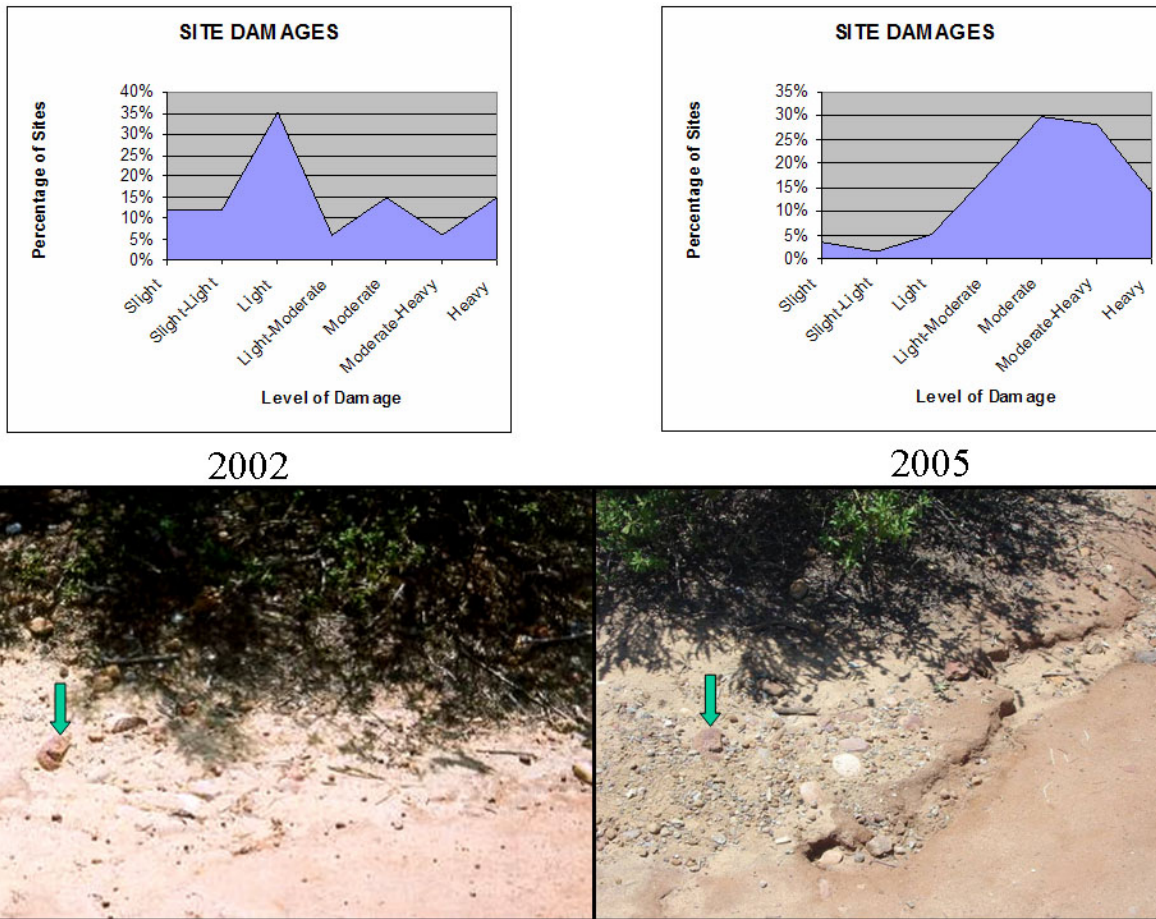 SITE DAMAGES
Percentage of Sites
40%
35%
30%
25%
20%
15%
10%
5%
0%
Slight
Slight-Light
Light
Light-Moderate
Moderate
Moderate-Heavy
Heavy
Level of Damage
2002
SITE DAMAGES
Percentage of Sites
35%
30%
25%
20%
15%
10%
5%
0%
Slight
Slight-Light
Light
Light-Moderate
Moderate
Moderate-Heavy
Heavy
Level of Damage
2005